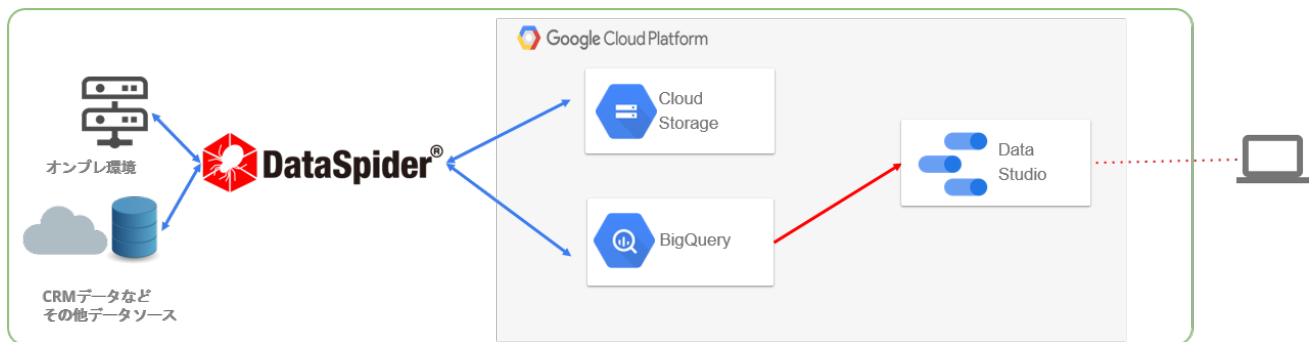 Google Cloud Platform
Cloud
Storage
オンプレ環境
DataSpider®
Data
Studio
BigQuery
CRMデータなど
その他データソース